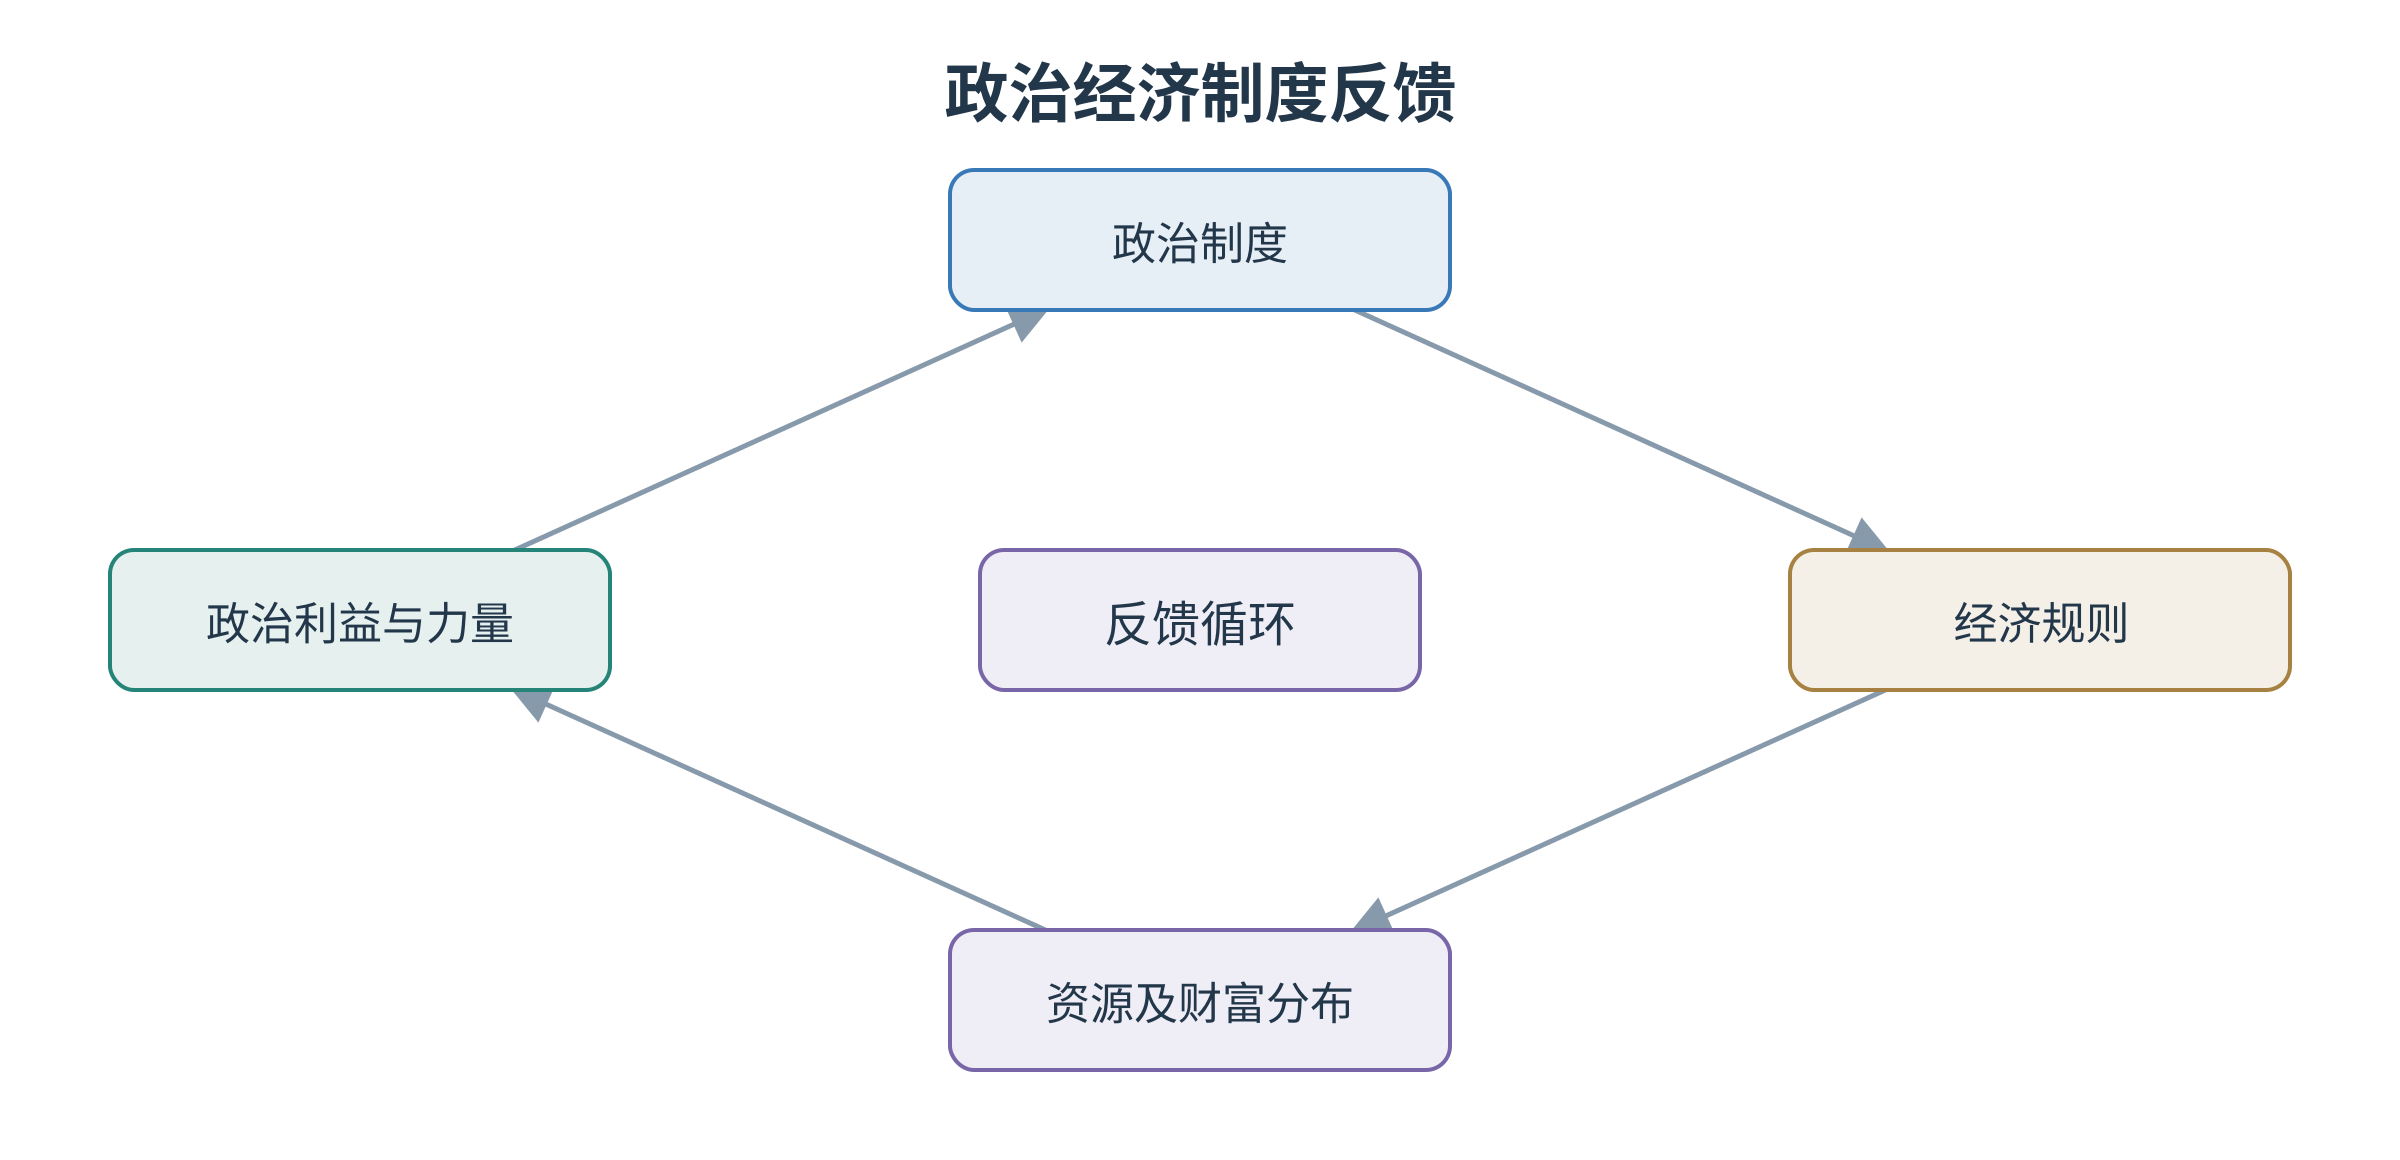 政治经济制度反馈
政治制度
政治利益与力量
反馈循环
经济规则
资源及财富分布